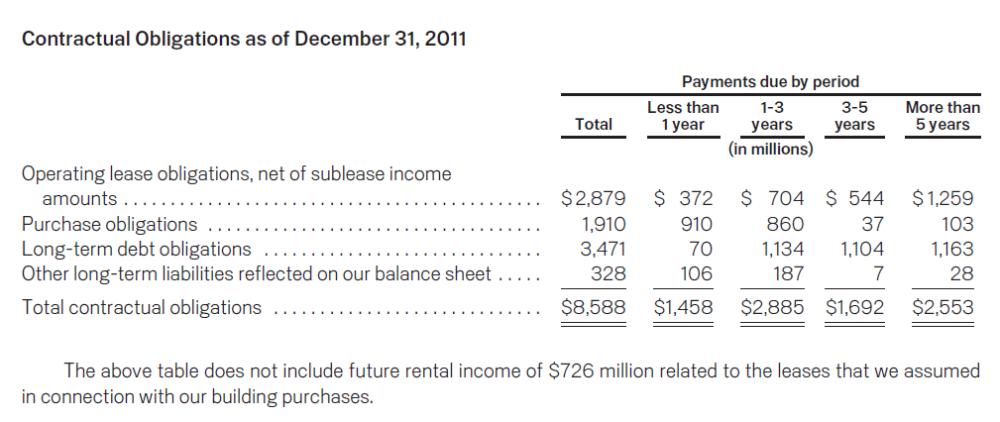 Contractual Obligations as of December 31, 2011
Payments due by period
Total Less than 1 year 1-3 years 3-5 years More than 5 years
(in millions)
Operating lease obligations, net of sublease income
amounts . . . . . . . . . . . . . . . . . . . . . . . . . . . . . . . . . . . . . . . . . . . . . $2,879 $ 372 $ 704 $ 544 $1,259
Purchase obligations . . . . . . . . . . . . . . . . . . . . . . . . . . . . . . . . . . . 1,910 910 860 37 103
Long-term debt obligations . . . . . . . . . . . . . . . . . . . . . . . . . . . . . 3,471 70 1,134 1,104 1,163
Other long-term liabilities reflected on our balance sheet . . . . . 328 106 187 7 28
Total contractual obligations . . . . . . . . . . . . . . . . . . . . . . . . . . . . $8,588 $1,458 $2,885 $1,692 $2,553
The above table does not include future rental income of $726 million related to the leases that we assumed
in connection with our building purchases.